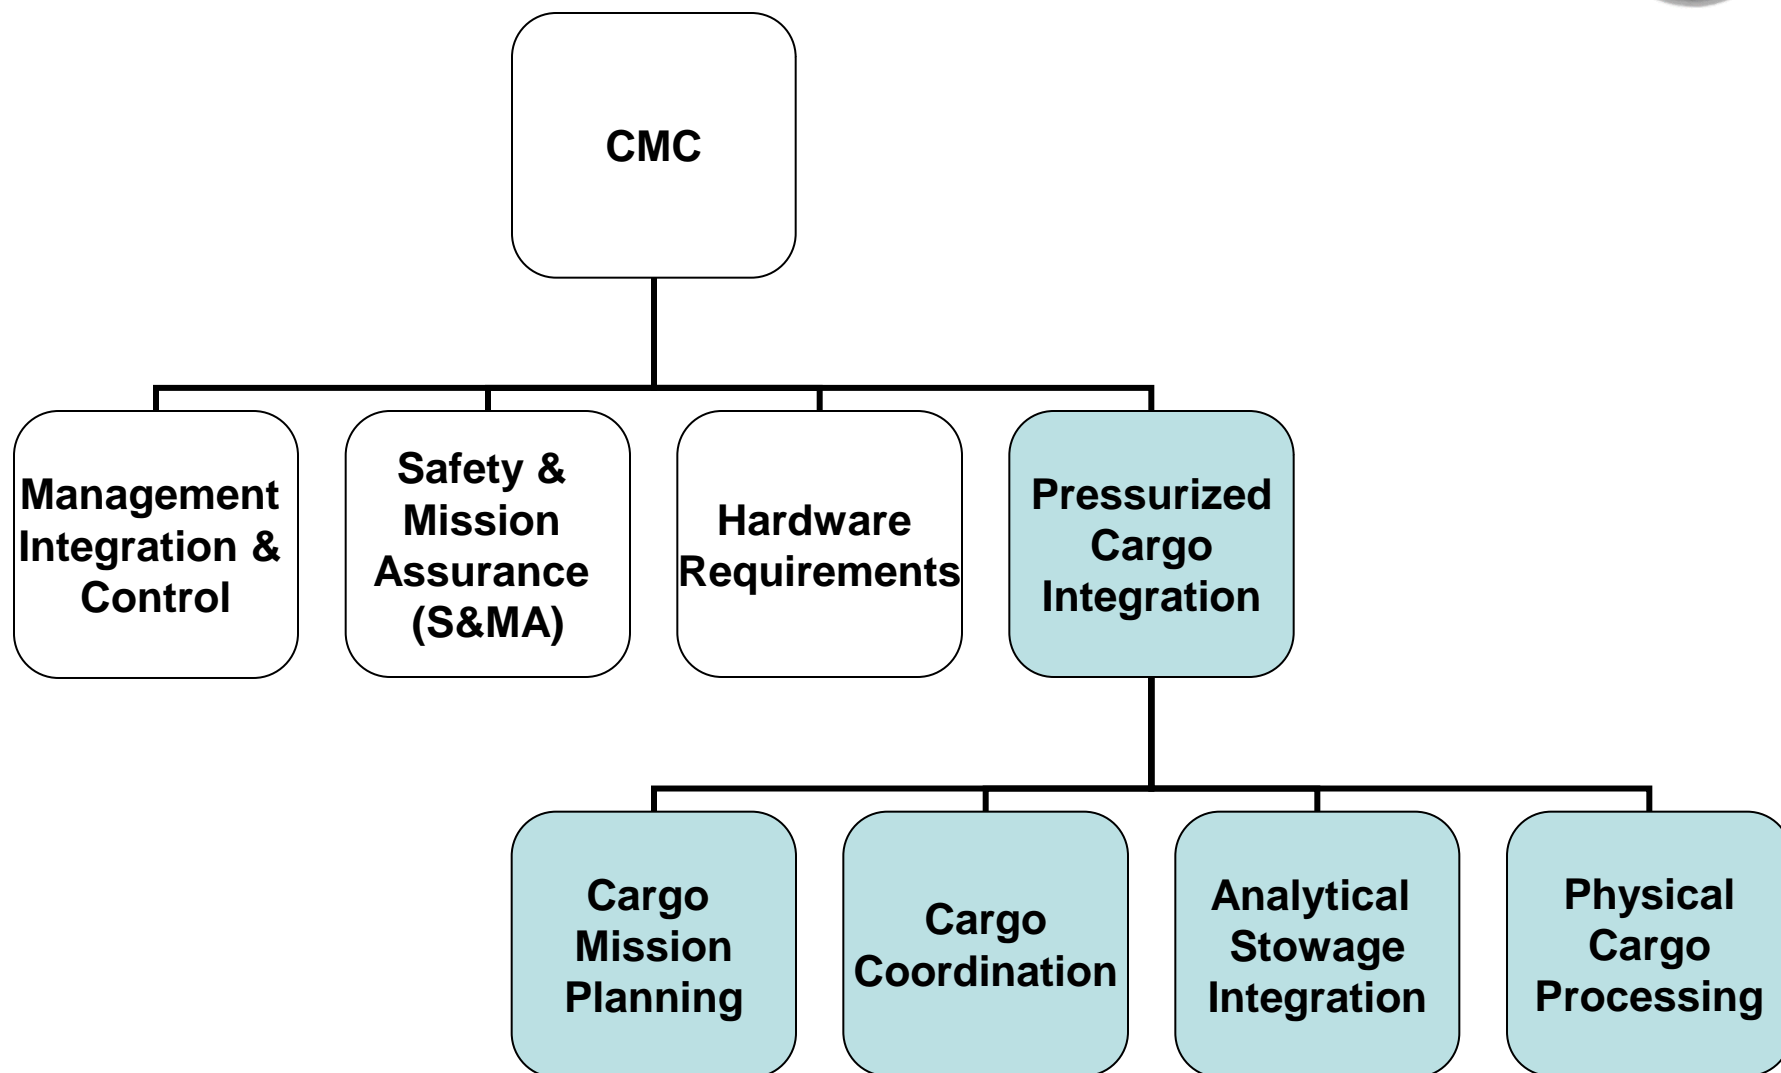 CMC
Management
Integration &
Control
Safety &
Mission
Assurance
(S&MA)
Hardware
Requirements
Pressurized
Cargo
Integration
Cargo
Mission
Planning
Cargo
Coordination
Analytical
Stowage
Integration
Physical
Cargo
Processing